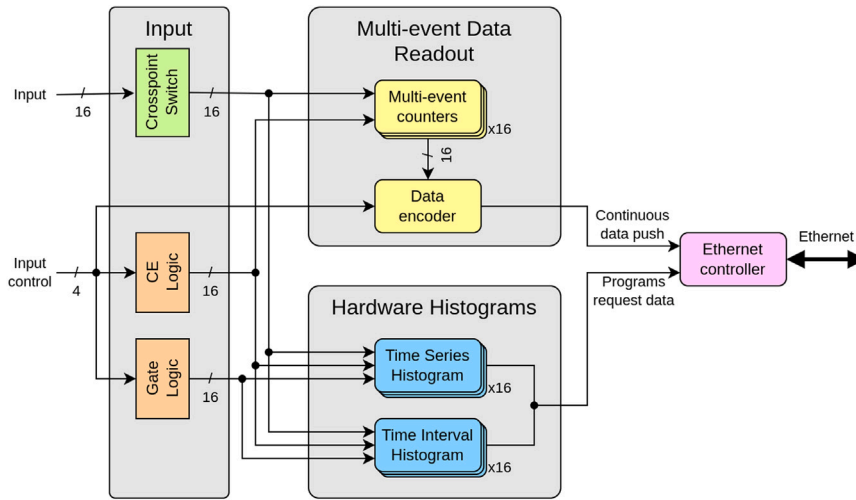 Input
Multi-event Data
Readout
Input
16
Crosspoint
Switch
16
Multi-event
counters
x16
16
Data
encoder
Continuous
data push
Ethernet
controller
Ethernet
Programs
request data
Input
control
4
CE
Logic
16
Gate
Logic
16
Hardware Histograms
Time Series
Histogram
x16
Time Interval
Histogram
x16